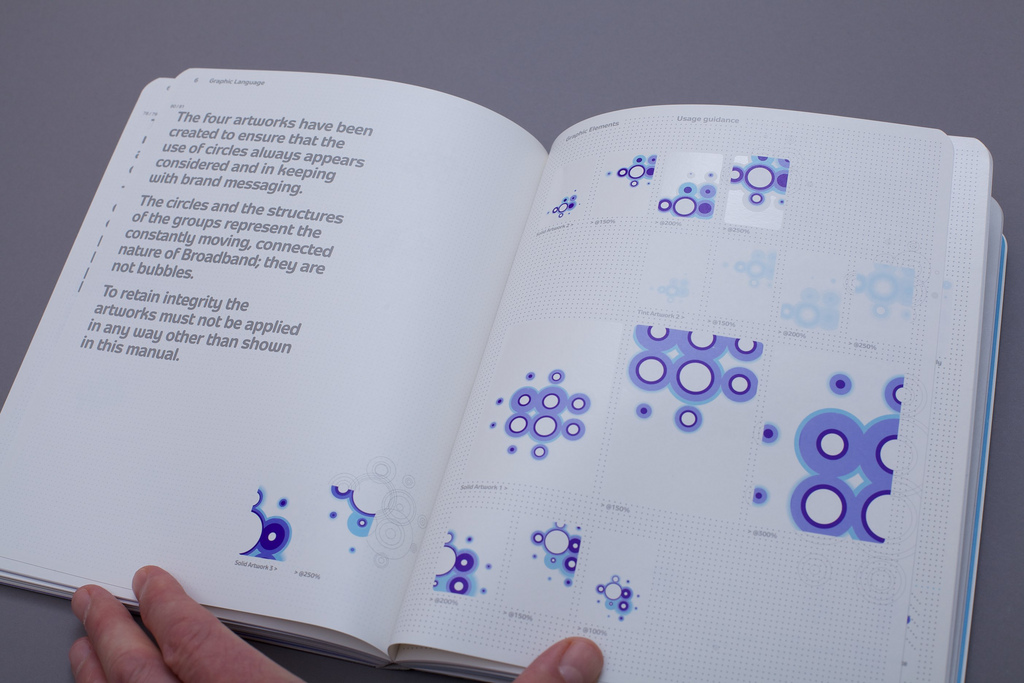 6 Graphic Language
80 / 81
The four artworks have been
created to ensure that the
use of circles always appears
considered and in keeping
with brand messaging.
The circles and the structures
of the groups represent the
constantly moving, connected
nature of Broadband; they are
not bubbles.
To retain integrity the
artworks must not be applied
in any way other than shown
in this manual.
Solid Artwork 5 >
> @250%
Graphic Elements
Usage guidance
> @150%
> @200%
> @250%
> @150%
> @200%
> @250%
Solid Artwork 1 >
> @150%
> @500%
> @200%
> @150%
> @100%